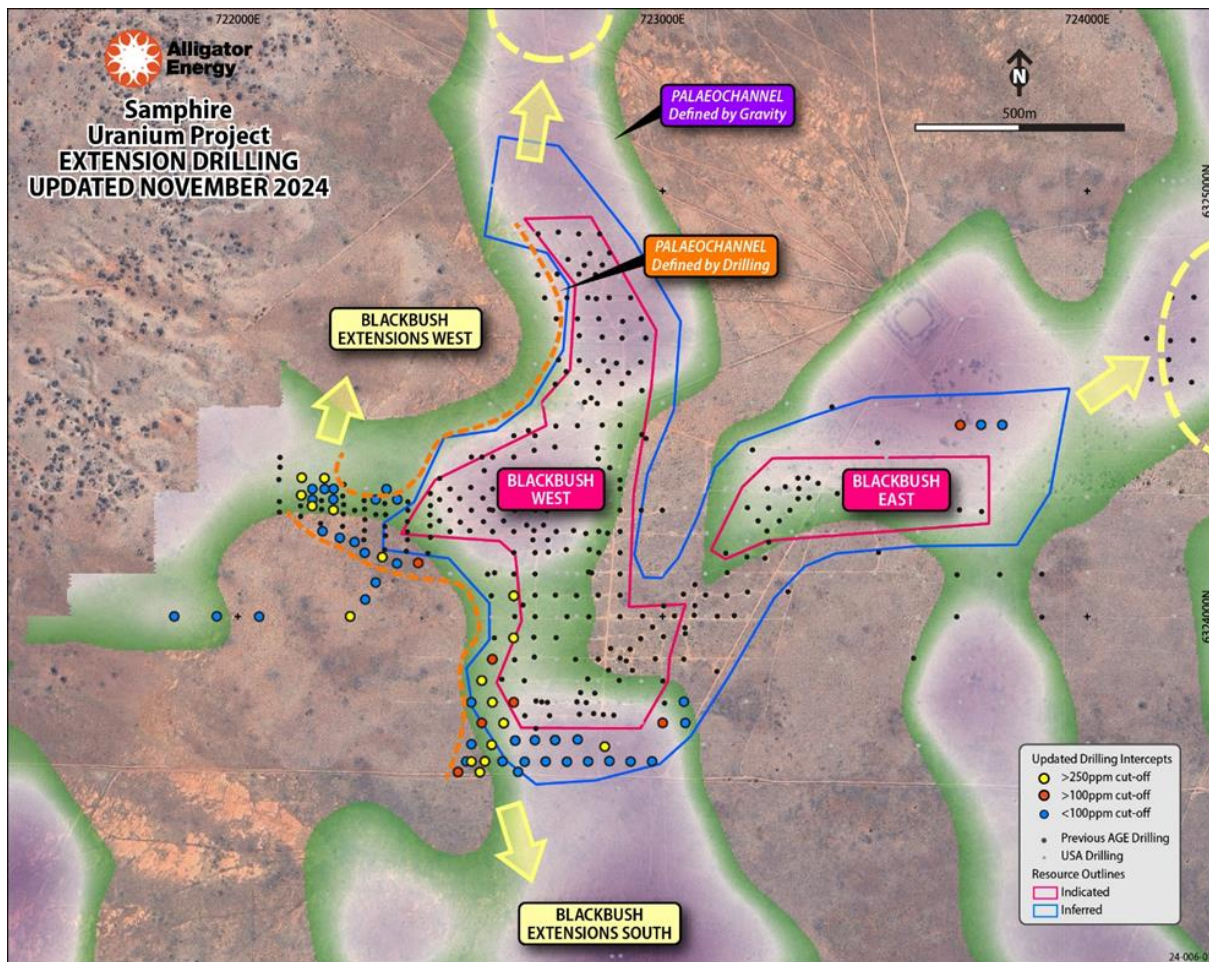 722000E
723000E
724000E
Alligator
Energy
Samphire
Uranium Project
EXTENSION DRILLING
UPDATED NOVEMBER 2024
PALAEOCHANNEL
Defined by Gravity
N
500m
6325000N
PALAEOCHANNEL
Defined by Drilling
BLACKBUSH
EXTENSIONS WEST
BLACKBUSH
WEST
BLACKBUSH
EAST
6324000N
BLACKBUSH
EXTENSIONS SOUTH
Updated Drilling Intercepts
>250ppm cut-off
>100ppm cut-off
<100ppm cut-off
Previous AGE Drilling
USA Drilling
Resource Outlines
Indicated
Inferred